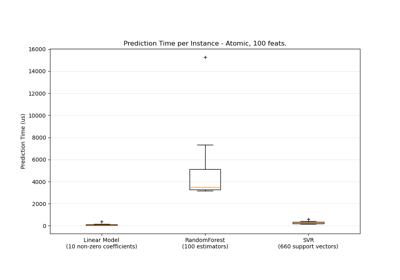 Prediction Time per Instance - Atomic, 100 feats.
16000
14000
12000
10000
8000
6000
4000
2000
0
Prediction Time (us)
Linear Model
(10 non-zero coefficients)
RandomForest
(100 estimators)
SVR
(660 support vectors)